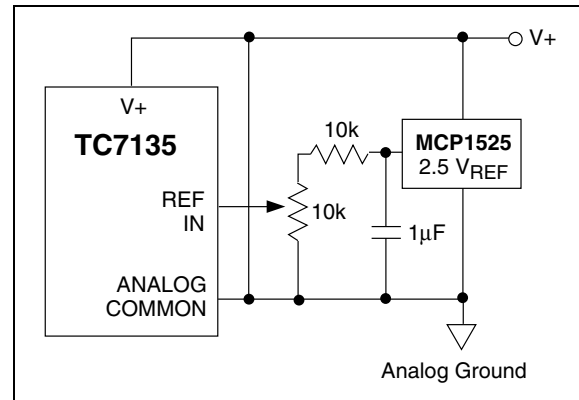 V+
V+
TC7135
10k
MCP1525
2.5 VREF
REF
IN
10k
1μF
ANALOG
COMMON
Analog Ground